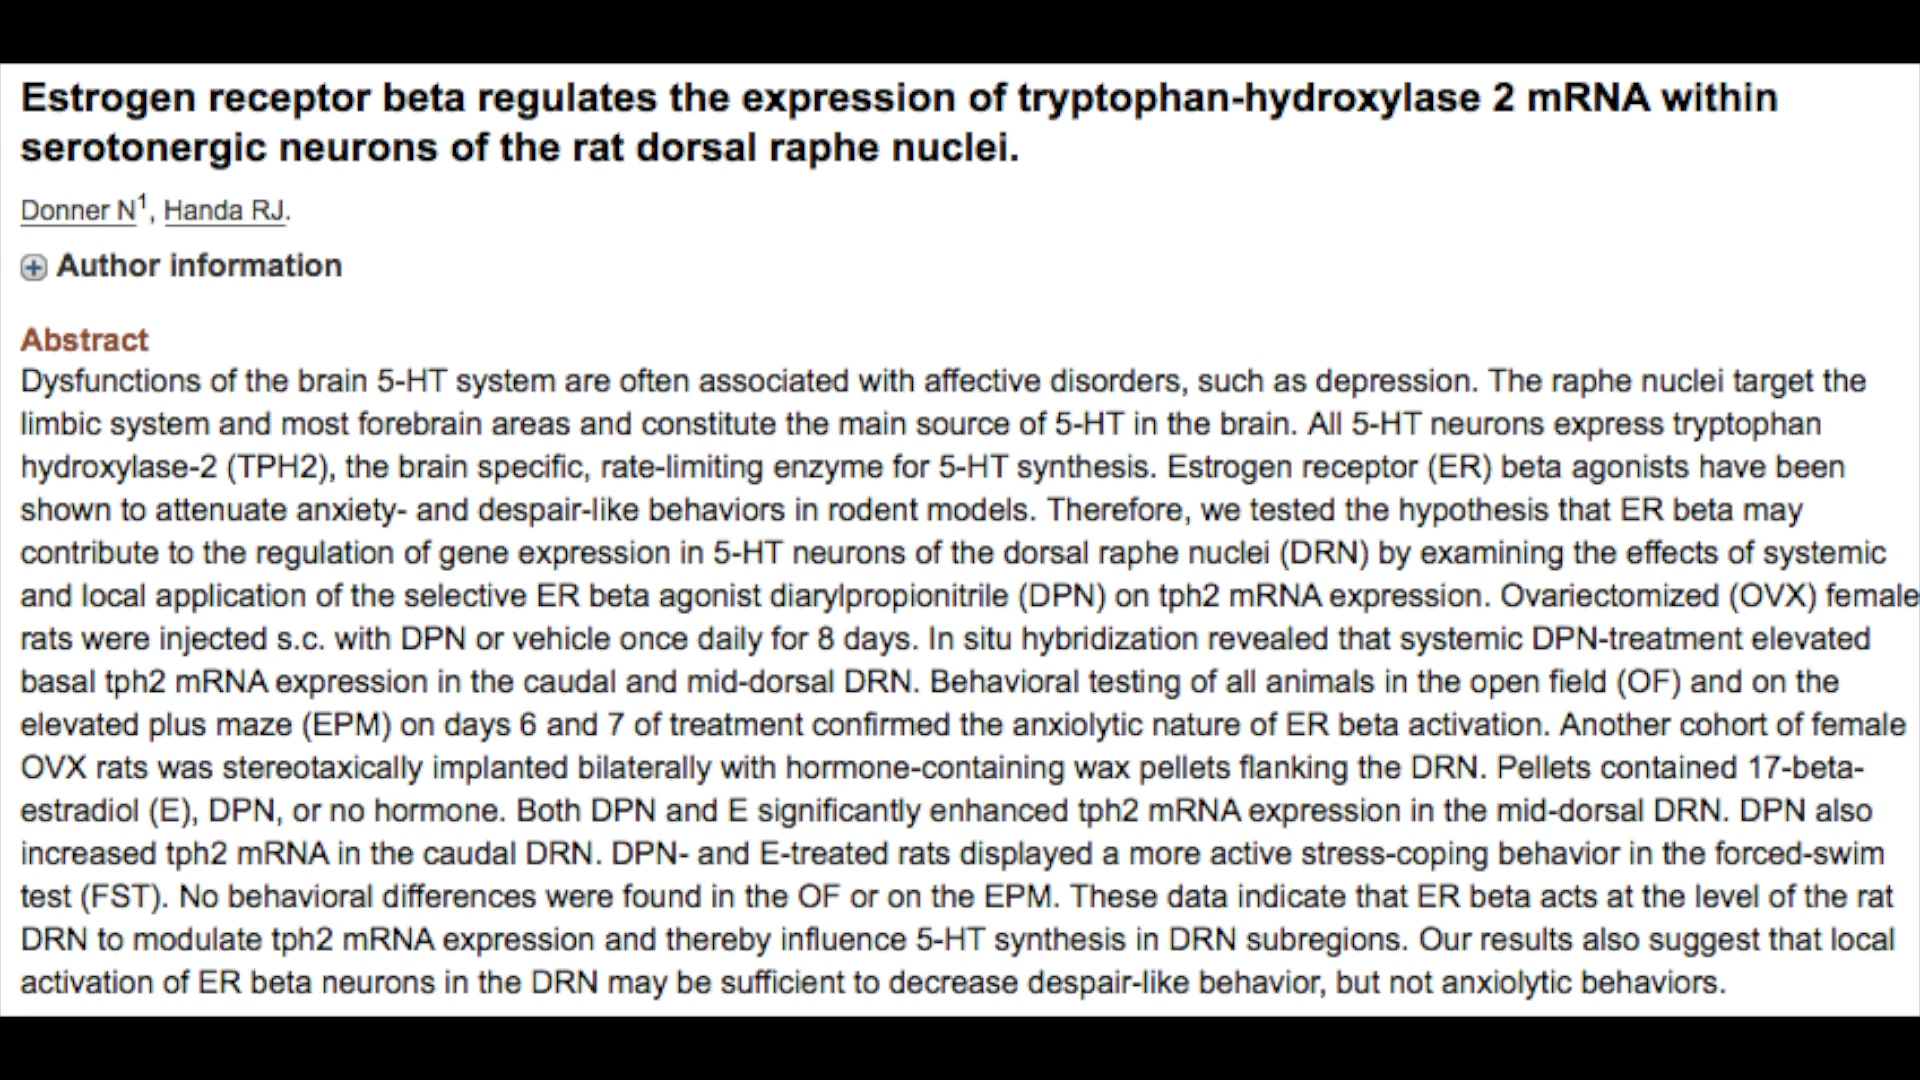 Estrogen receptor beta regulates the expression of tryptophan-hydroxylase 2 mRNA within
serotonergic neurons of the rat dorsal raphe nuclei.
Donner N1, Handa RJ.
Author information
Abstract
Dysfunctions of the brain 5-HT system are often associated with affective disorders, such as depression. The raphe nuclei target the
limbic system and most forebrain areas and constitute the main source of 5-HT in the brain. All 5-HT neurons express tryptophan
hydroxylase-2 (TPH2), the brain specific, rate-limiting enzyme for 5-HT synthesis. Estrogen receptor (ER) beta agonists have been
shown to attenuate anxiety- and despair-like behaviors in rodent models. Therefore, we tested the hypothesis that ER beta may
contribute to the regulation of gene expression in 5-HT neurons of the dorsal raphe nuclei (DRN) by examining the effects of systemic
and local application of the selective ER beta agonist diarylpropionitrile (DPN) on tph2 mRNA expression. Ovariectomized (OVX) female
rats were injected s.c. with DPN or vehicle once daily for 8 days. In situ hybridization revealed that systemic DPN-treatment elevated
basal tph2 mRNA expression in the caudal and mid-dorsal DRN. Behavioral testing of all animals in the open field (OF) and on the
elevated plus maze (EPM) on days 6 and 7 of treatment confirmed the anxiolytic nature of ER beta activation. Another cohort of female
OVX rats was stereotaxically implanted bilaterally with hormone-containing wax pellets flanking the DRN. Pellets contained 17-beta-
estradiol (E), DPN, or no hormone. Both DPN and E significantly enhanced tph2 mRNA expression in the mid-dorsal DRN. DPN also
increased tph2 mRNA in the caudal DRN. DPN- and E-treated rats displayed a more active stress-coping behavior in the forced-swim
test (FST). No behavioral differences were found in the OF or on the EPM. These data indicate that ER beta acts at the level of the rat
DRN to modulate tph2 mRNA expression and thereby influence 5-HT synthesis in DRN subregions. Our results also suggest that local
activation of ER beta neurons in the DRN may be sufficient to decrease despair-like behavior, but not anxiolytic behaviors.